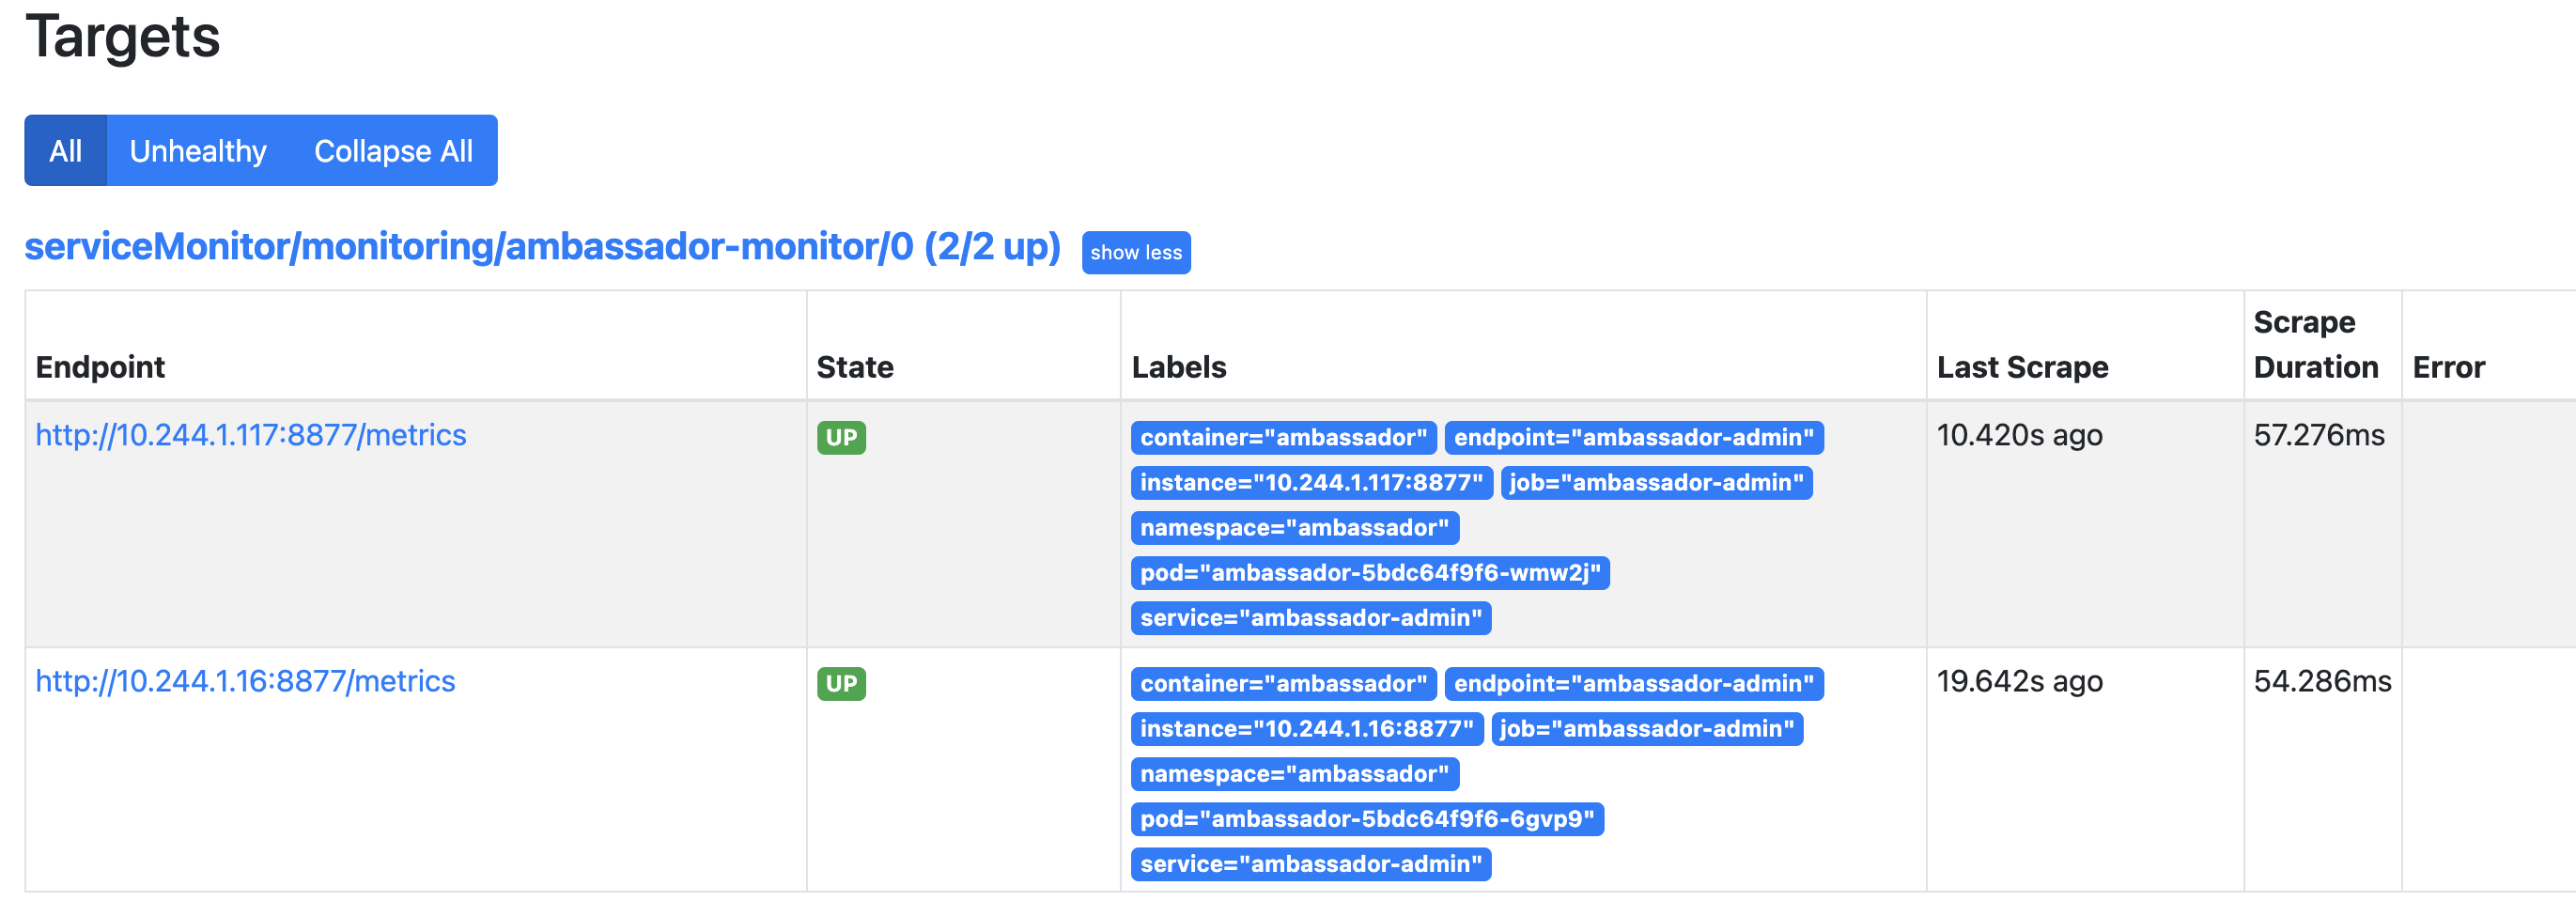 Targets
All Unhealthy Collapse All
serviceMonitor/monitoring/ambassador-monitor/0 (2/2 up) show less
Endpoint State Labels Last Scrape Scrape Duration Error
http://10.244.1.117:8877/metrics UP container="ambassador" endpoint="ambassador-admin" 10.420s ago 57.276ms
instance="10.244.1.117:8877" job="ambassador-admin"
namespace="ambassador"
pod="ambassador-5bdc64f9f6-wmw2j"
service="ambassador-admin"
http://10.244.1.16:8877/metrics UP container="ambassador" endpoint="ambassador-admin" 19.642s ago 54.286ms
instance="10.244.1.16:8877" job="ambassador-admin"
namespace="ambassador"
pod="ambassador-5bdc64f9f6-6gvp9"
service="ambassador-admin"